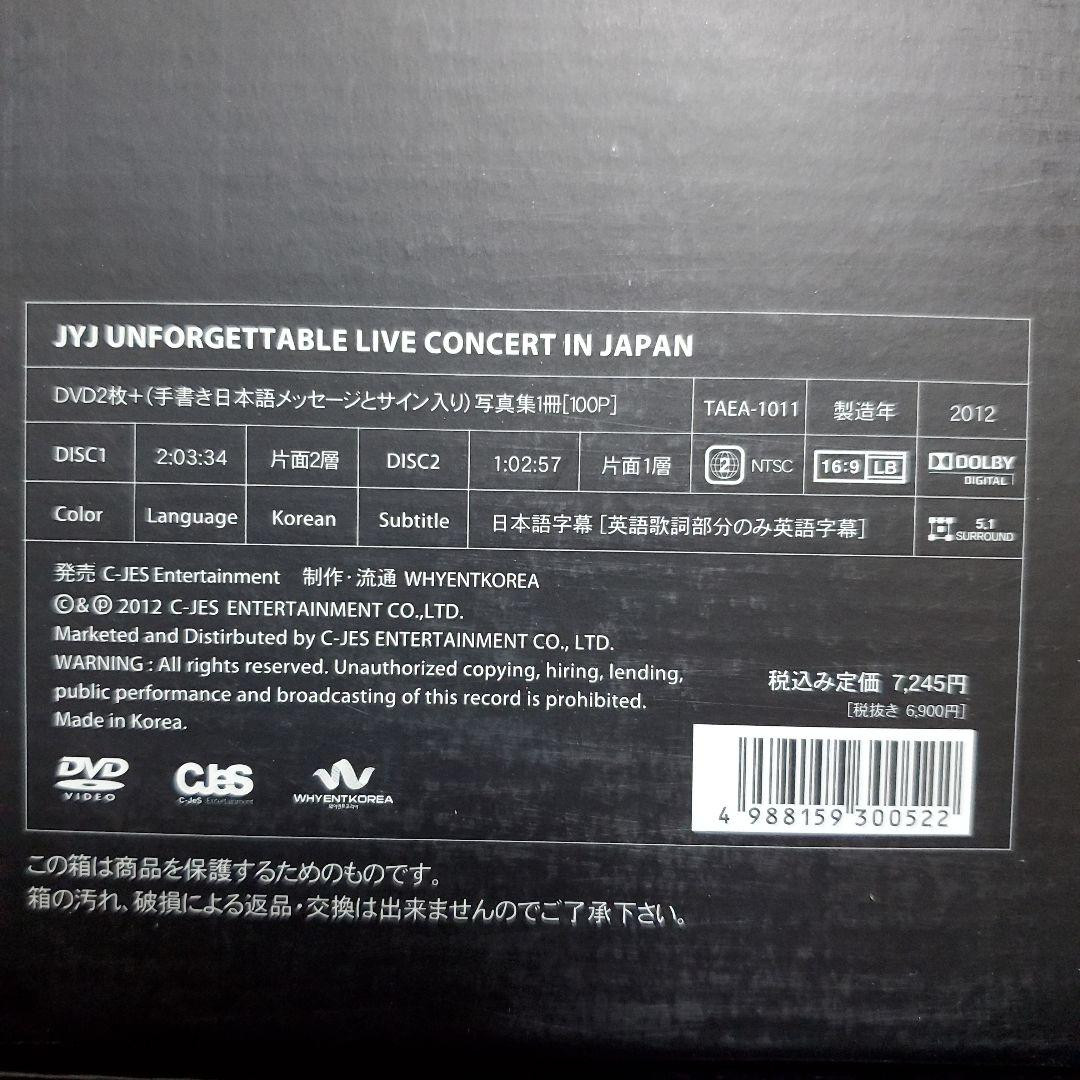 JYJ UNFORGETTABLE LIVE CONCERT IN JAPAN
DVD2枚+(手書き日本語メッセージとサイン入り)写真集1冊[100P] TAEA-1011 製造年 2012
DISC1 2:03:34 片面2層 DISC2 1:02:57 片面1層 2 NTSC 16:9 LB DOLBY DIGITAL
Color Language Korean Subtitle 日本語字幕 [英語歌詞部分のみ英語字幕] 5.1 SURROUND
発売 C-JES Entertainment 制作・流通 WHYENTKOREA
©&℗ 2012 C-JES ENTERTAINMENT CO.,LTD.
Marketed and Distirbuted by C-JES ENTERTAINMENT CO., LTD.
WARNING : All rights reserved. Unauthorized copying, hiring, lending,
public performance and broadcasting of this record is prohibited.
Made in Korea.
税込み定価 7,245円
[税抜き 6,900円]
DVD VIDEO
CJeS C-JeS Entertainment
WHYENTKOREA
4 988159 300522
この箱は商品を保護するためのものです。
箱の汚れ、破損による返品・交換は出来ませんのでご了承下さい。